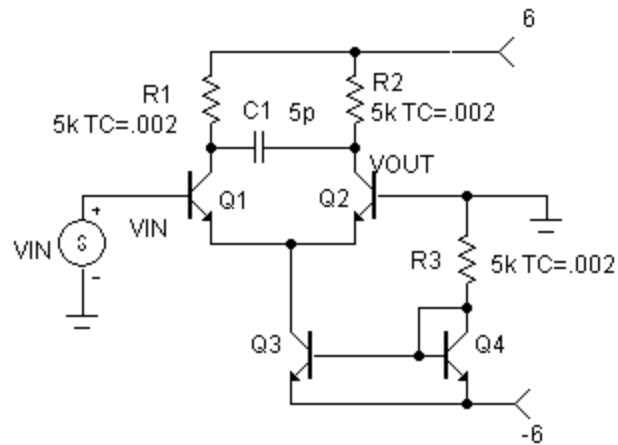 6
R1
5k TC=.002
C1
5p
R2
5k TC=.002
VOUT
Q1
Q2
VIN
+
VIN
S
-
R3
5k TC=.002
Q3
Q4
-6